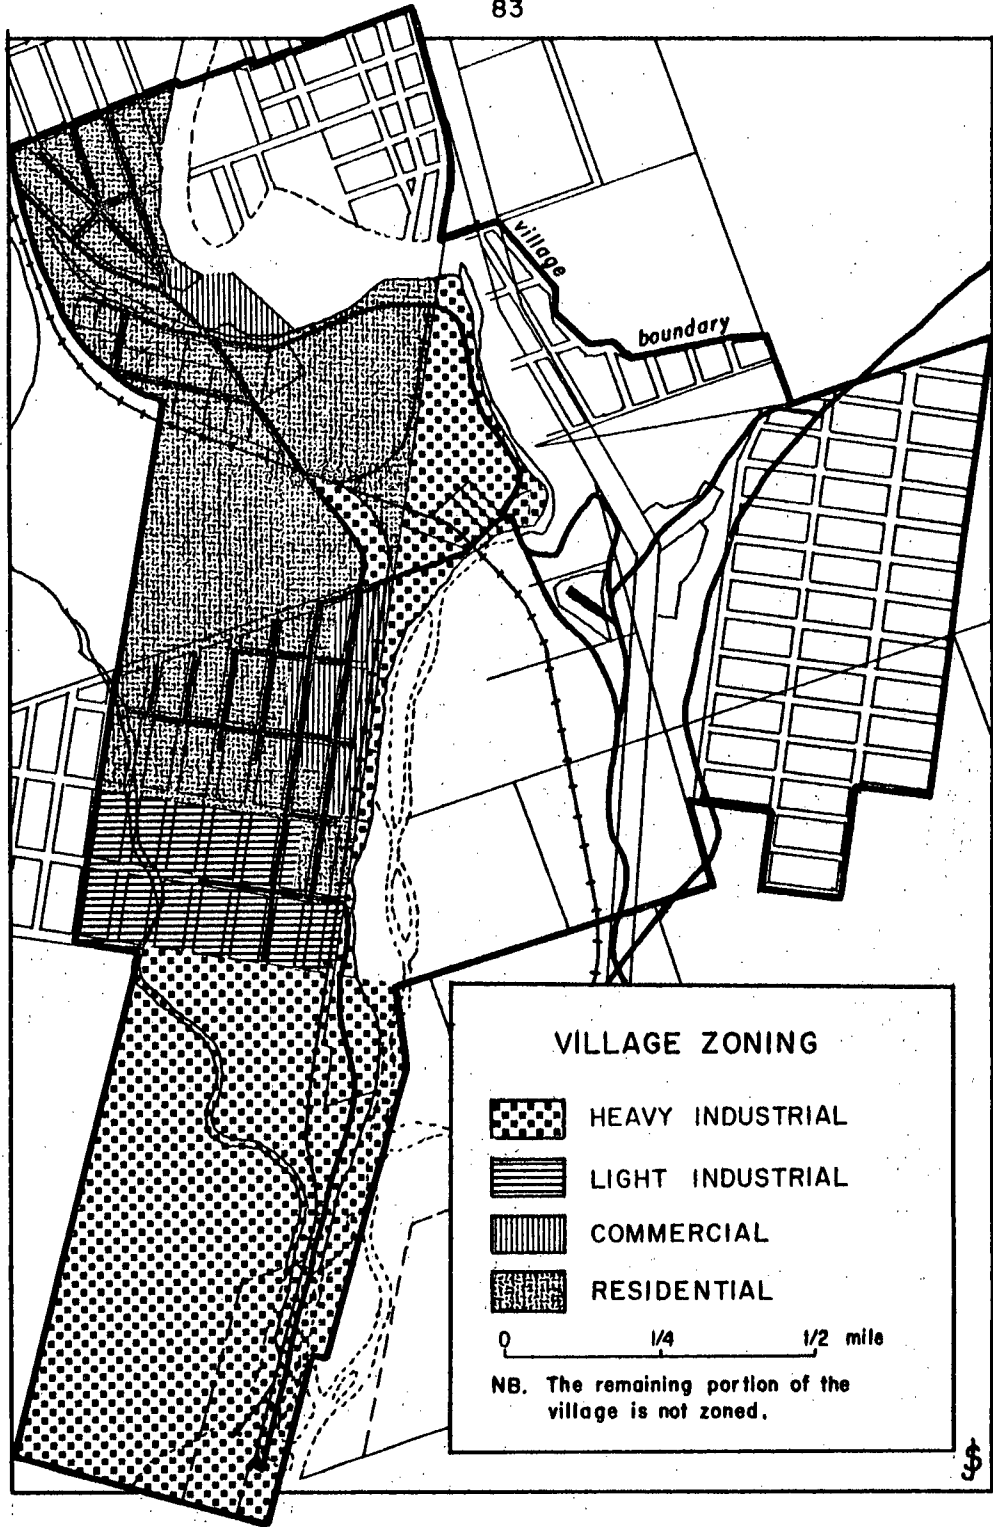 83
village
boundary
VILLAGE ZONING
HEAVY INDUSTRIAL
LIGHT INDUSTRIAL
COMMERCIAL
RESIDENTIAL
0 1/4 1/2 mile
NB. The remaining portion of the
village is not zoned.